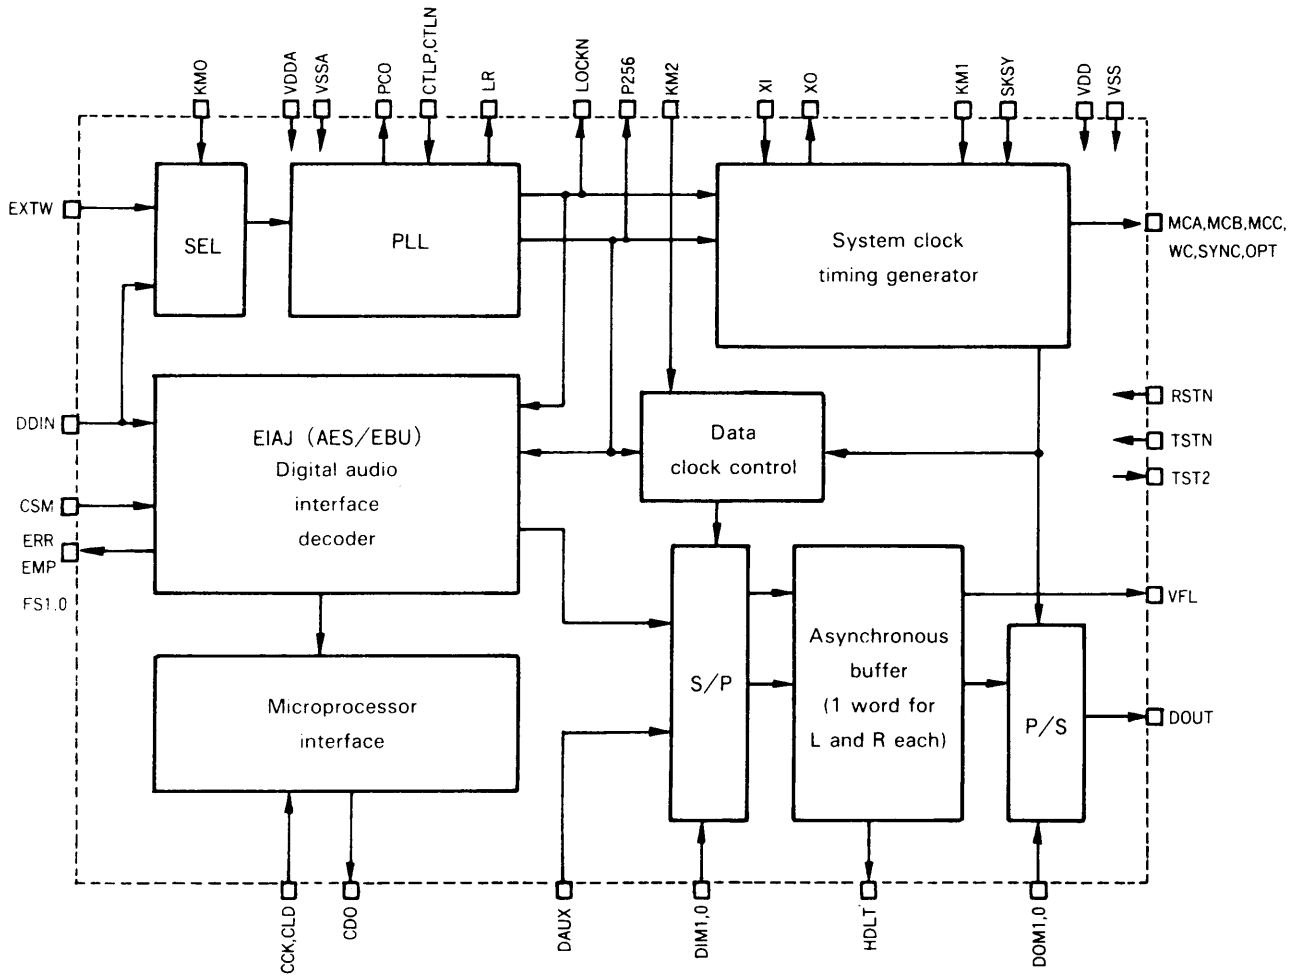 KM0
VDDA
VSSA
PCO
CTLP,CTLN
LR
LOCKN
P256
KM2
XI
XO
KM1
SKSY
VDD
VSS
EXTW
SEL
PLL
System clock
timing generator
MCA,MCB,MCC,
WC,SYNC,OPT
DDIN
EIAJ (AES/EBU)
Digital audio
interface
decoder
Data
clock control
RSTN
TSTN
TST2
CSM
ERR
EMP
FS1.0
S/P
Asynchronous
buffer
(1 word for
L and R each)
VFL
P/S
DOUT
Microprocessor
interface
CCK,CLD
CDO
DAUX
DIM1,0
HDLT
DOM1,0